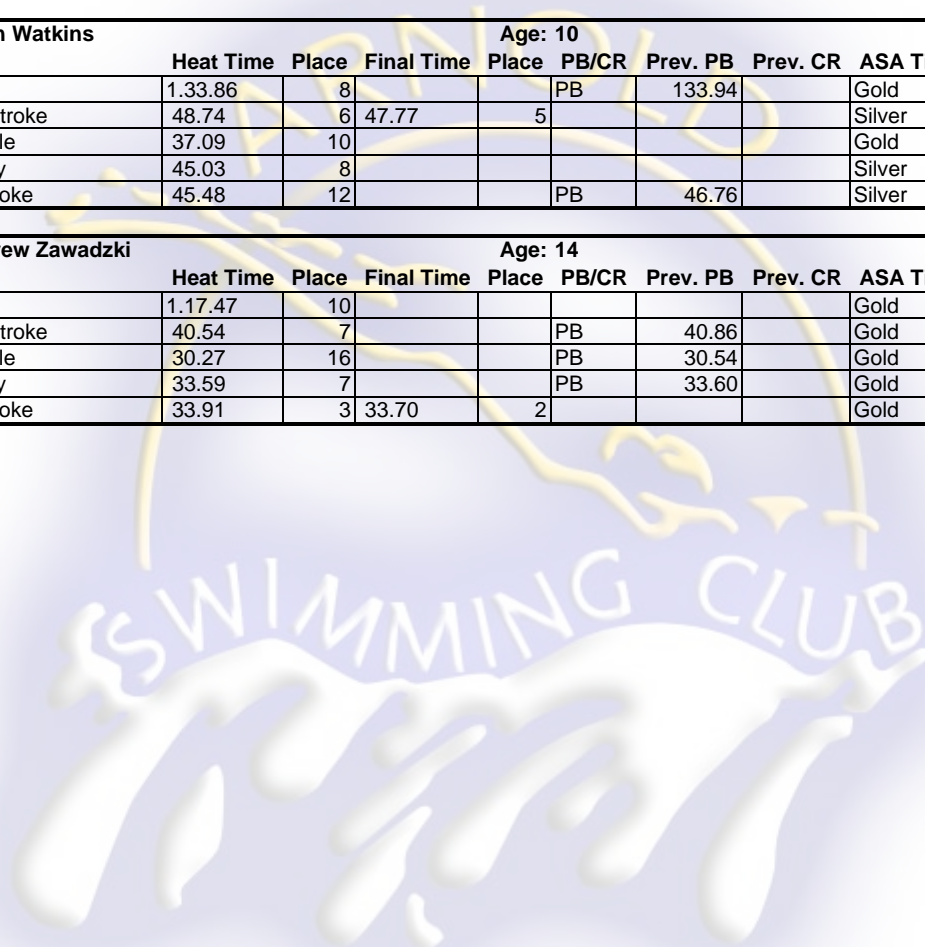 n Watkins Age: 10
Heat Time Place Final Time Place PB/CR Prev. PB Prev. CR ASA T
1.33.86 8 PB 133.94 Gold
troke 48.74 6 47.77 5 Silver
le 37.09 10 Gold
y 45.03 8 Silver
oke 45.48 12 PB 46.76 Silver
ew Zawadzki Age: 14
Heat Time Place Final Time Place PB/CR Prev. PB Prev. CR ASA T
1.17.47 10 Gold
troke 40.54 7 PB 40.86 Gold
le 30.27 16 PB 30.54 Gold
y 33.59 7 PB 33.60 Gold
oke 33.91 3 33.70 2 Gold
ARNOLD
SWIMMING CLUB